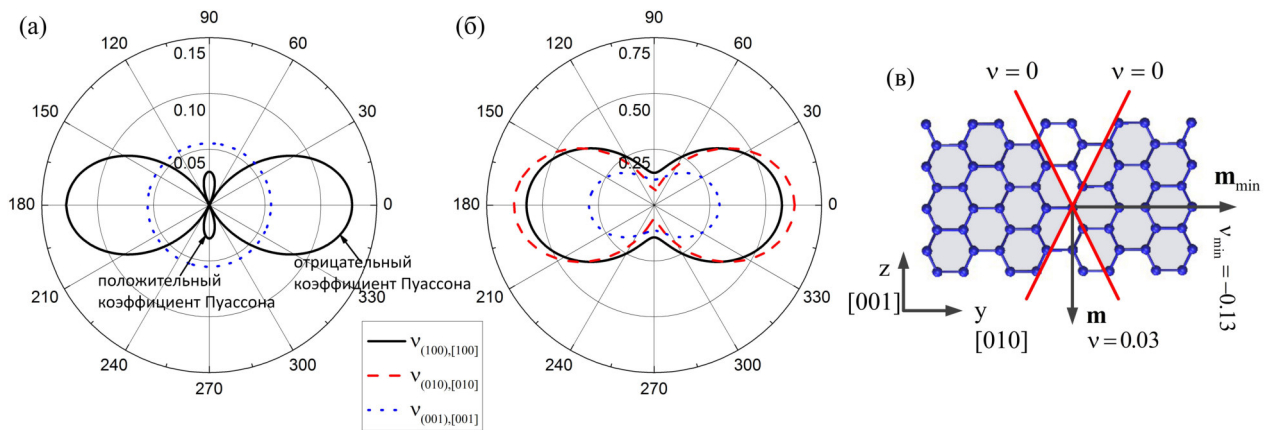 (а)
90
120
60
0.15
150
30
0.10
0.05
180
0
положительный
коэффициент Пуассона
отрицательный
коэффициент Пуассона
210
330
240
300
270
(б)
90
120
60
0.75
150
30
0.50
0.25
180
0
210
330
240
300
270
ν(100),[100]
ν(010),[010]
ν(001),[001]
(в)
ν = 0
ν = 0
m min
ν min = −0.13
z
[001]
y
[010]
m
ν = 0.03